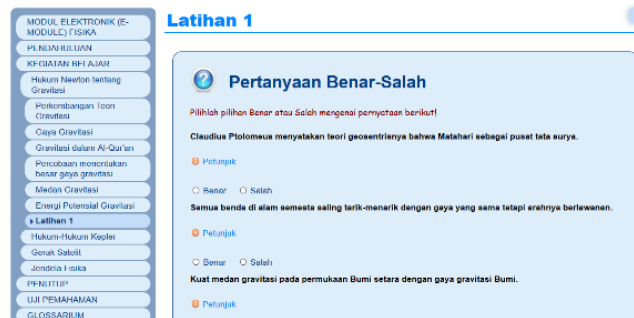 MODUL ELEKTRONIK (E-
MODULE) FISIKA
PENDAHULUAN
KEGIATAN BELAJAR
Hukum Newton tentang
Gravitasi
Perkembangan Teori
Gravitasi
Gaya Gravitasi
Gravitasi dalam Al-Qur'an
Percobaan menentukan
besar gaya gravitasi
Medan Gravitasi
Energi Potensial Gravitasi
Latihan 1
Hukum-Hukum Kepler
Gerak Satelit
Jendela Fisika
PENUTUP
UJI PEMAHAMAN
GLOSSARIUM
Latihan 1
Pertanyaan Benar-Salah
Pilihlah pilihan Benar atau Salah mengenai pernyataan berikut!
Claudius Ptolomeus menyatakan teori geosentrisnya bahwa Matahari sebagai pusat tata surya.
Petunjuk
Benar Salah
Semua benda di alam semesta saling tarik-menarik dengan gaya yang sama tetapi arahnya berlawanan.
Petunjuk
Benar Salah
Kuat medan gravitasi pada permukaan Bumi setara dengan gaya gravitasi Bumi.
Petunjuk